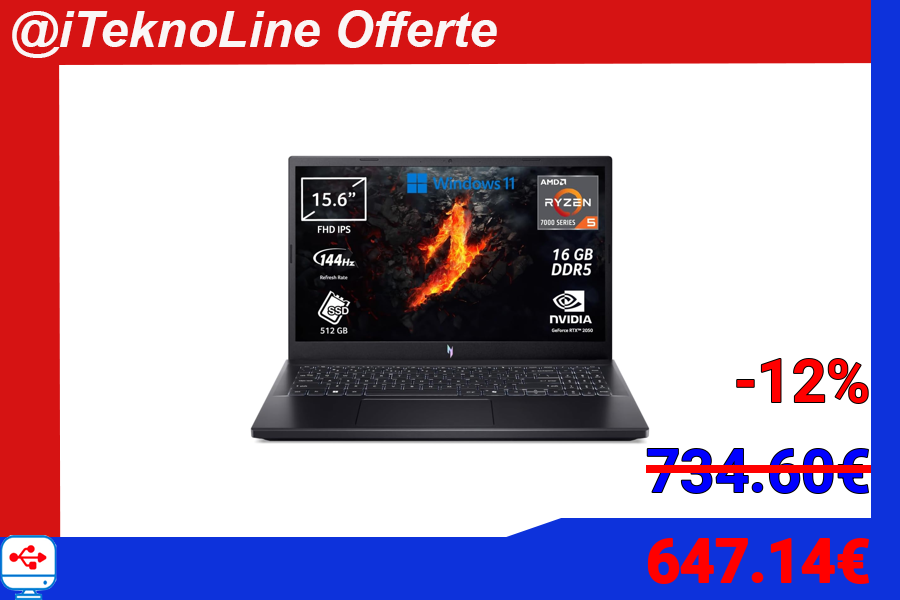 @iTeknoLine Offerte
Windows 11
15.6”
FHD IPS
144Hz
Refresh Rate
SSD
512 GB
AMD
RYZEN
7000 SERIES 5
16 GB
DDR5
NVIDIA
GeForce RTX™ 2050
-12%
734.60€
647.14€